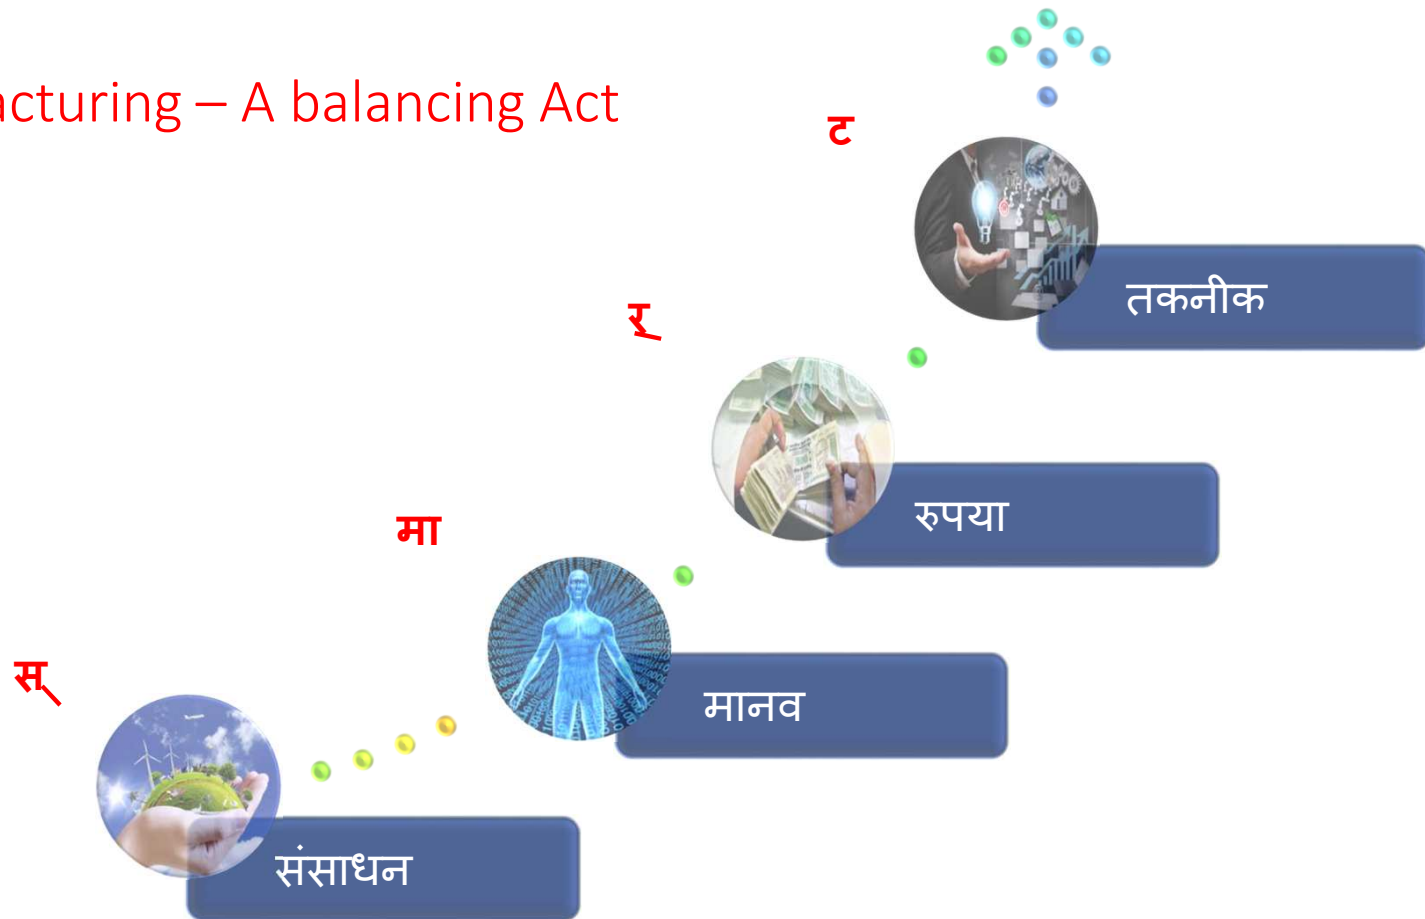 acturing – A balancing Act
ट
तकनीक
र्
रुपया
मा
मानव
स्
संसाधन